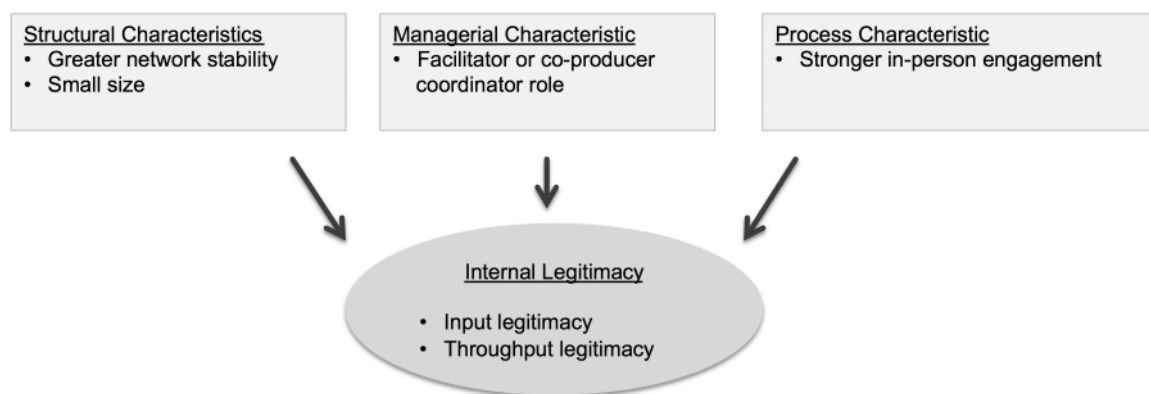 Structural Characteristics
• Greater network stability
• Small size
Managerial Characteristic
• Facilitator or co-producer
coordinator role
Process Characteristic
• Stronger in-person engagement
Internal Legitimacy
• Input legitimacy
• Throughput legitimacy